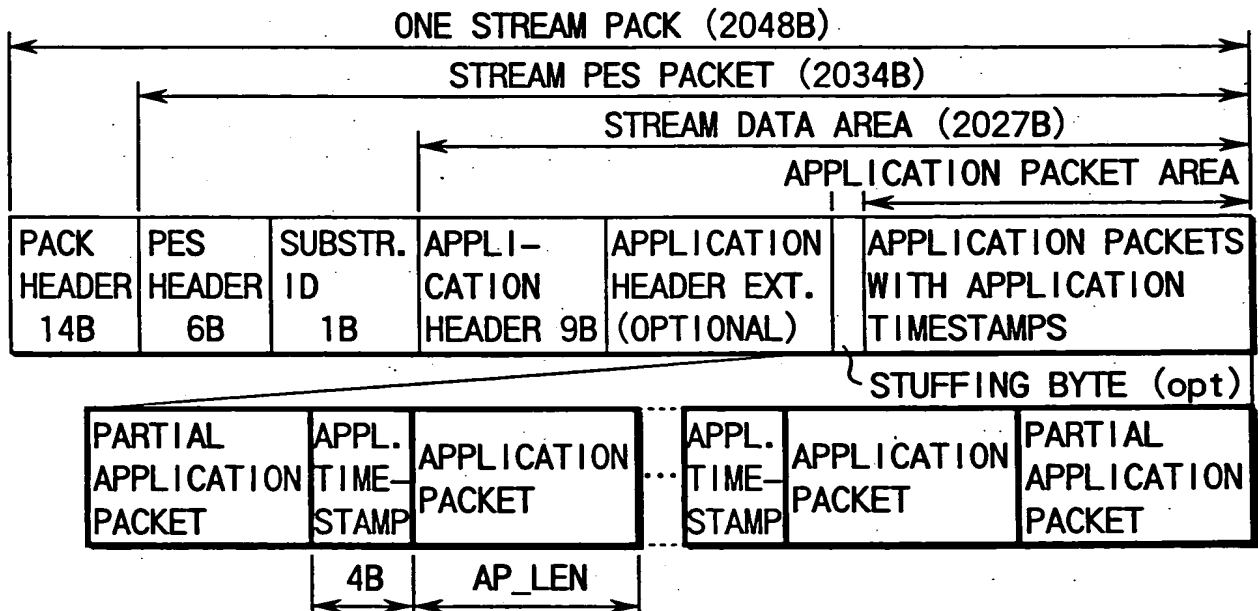 ONE STREAM PACK (2048B)
STREAM PES PACKET (2034B)
STREAM DATA AREA (2027B)
APPLICATION PACKET AREA
PACK
HEADER
14B
PES
HEADER
6B
SUBSTR.
ID
1B
APPLI-
CATION
HEADER 9B
APPLICATION
HEADER EXT.
(OPTIONAL)
APPLICATION PACKETS
WITH APPLICATION
TIMESTAMPS
STUFFING BYTE (opt)
PARTIAL
APPLICATION
PACKET
APPL.
TIME-
STAMP
APPLICATION
PACKET
...
APPL.
TIME-
STAMP
APPLICATION
PACKET
PARTIAL
APPLICATION
PACKET
4B
AP_LEN